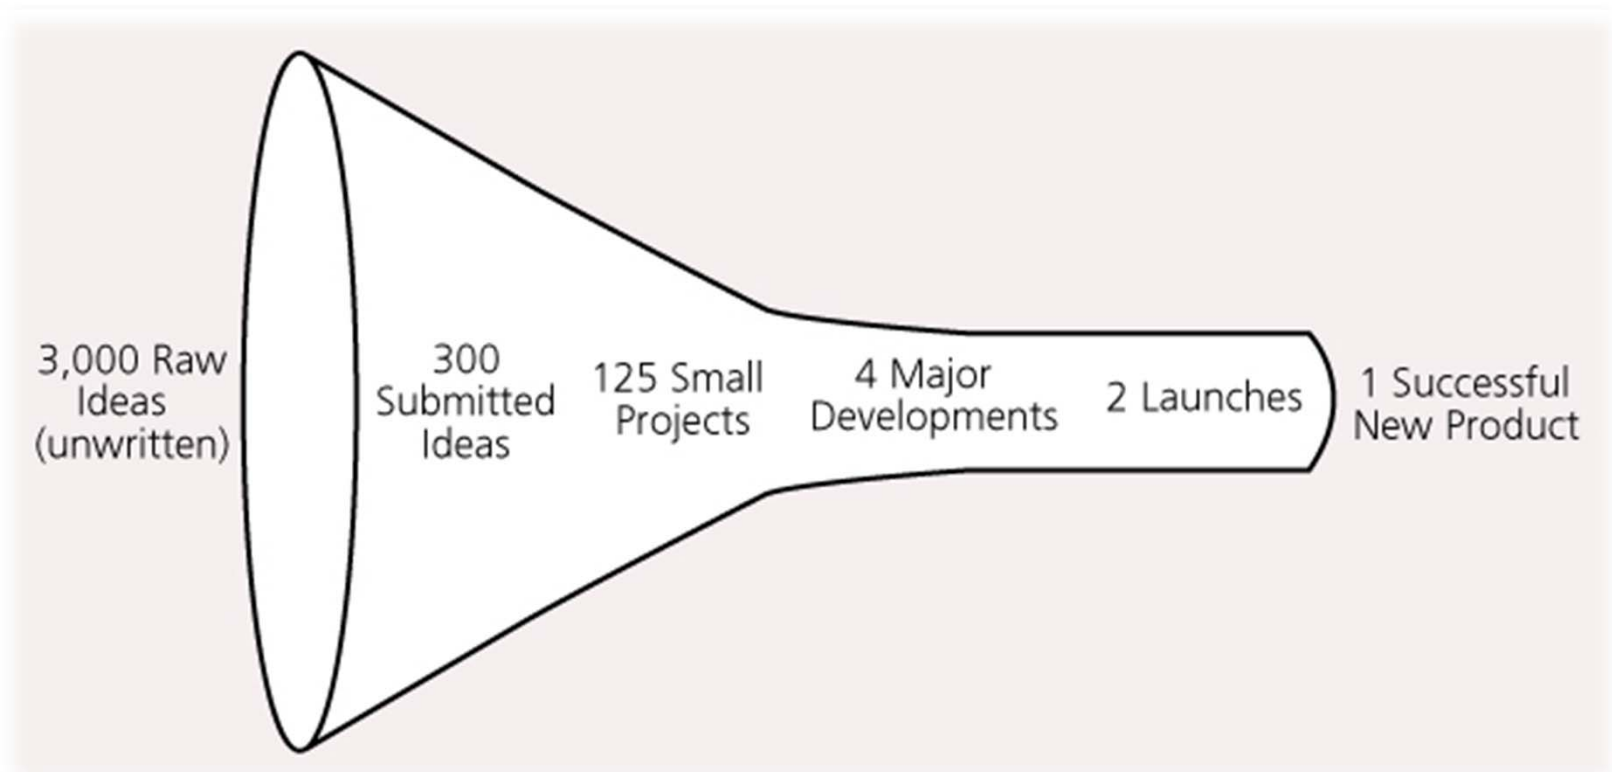 3,000 Raw
Ideas
(unwritten)
300
Submitted
Ideas
125 Small
Projects
4 Major
Developments
2 Launches
1 Successful
New Product